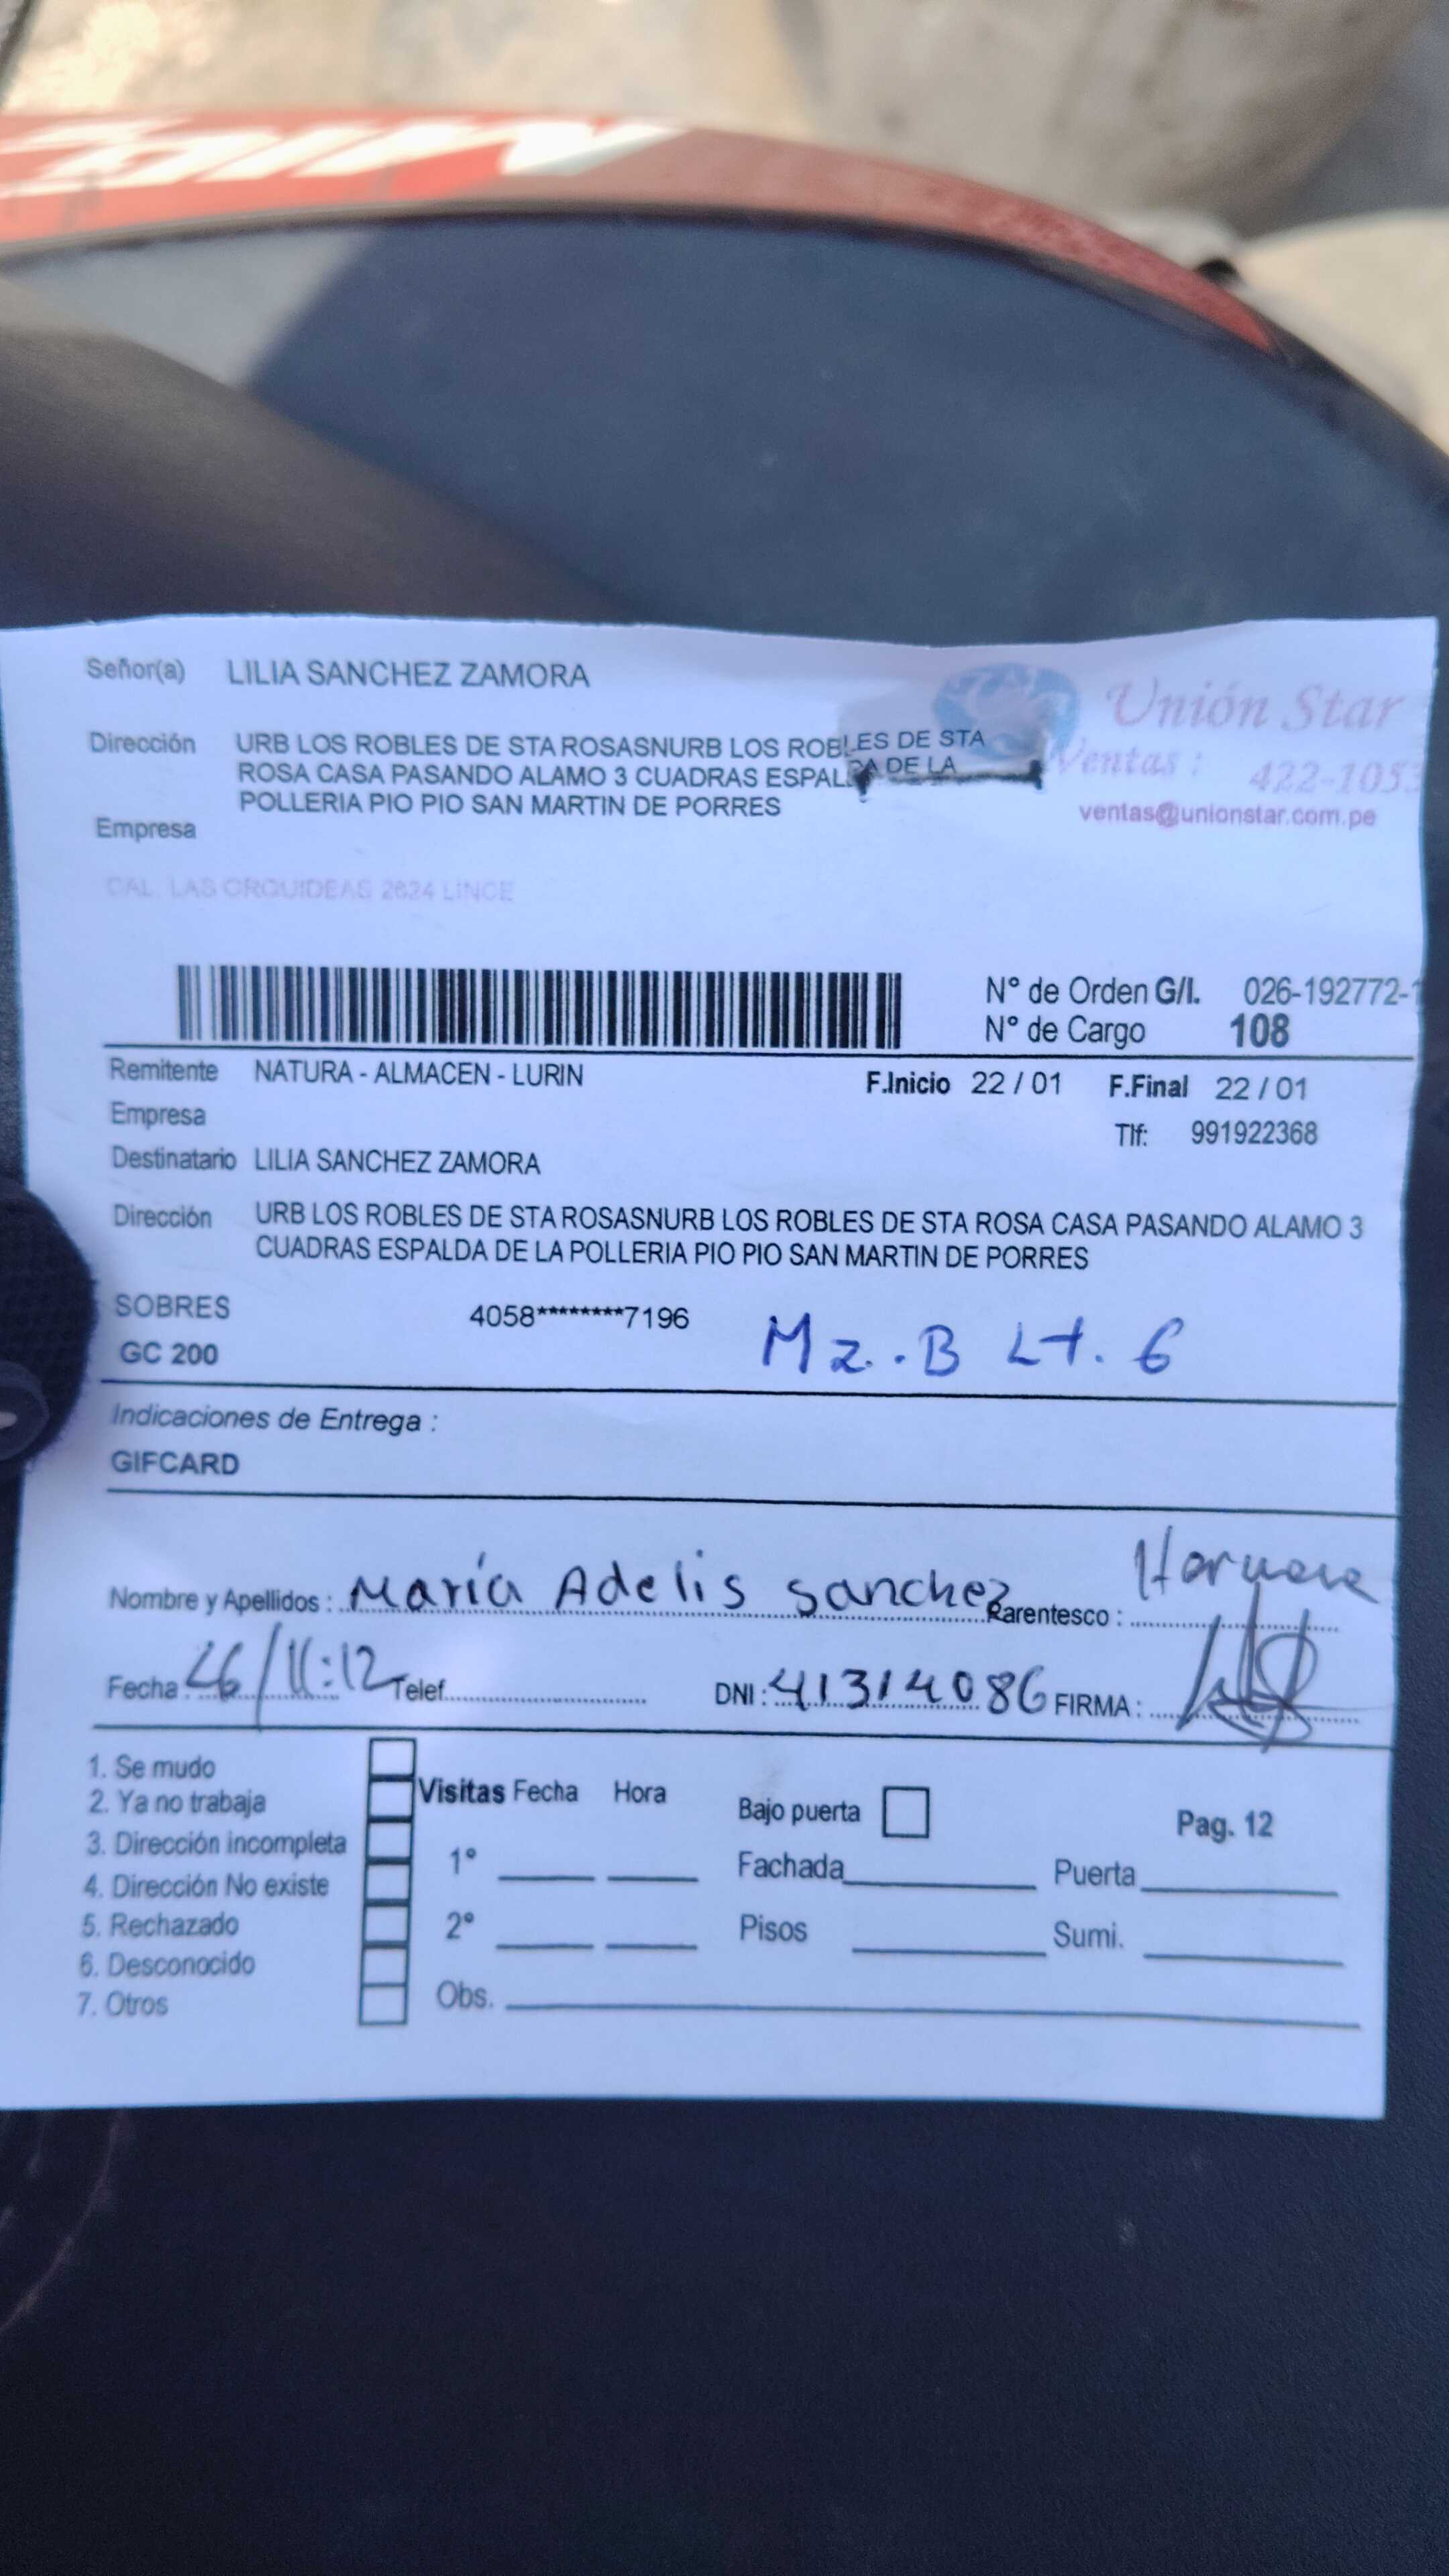 Señor(a) LILIA SANCHEZ ZAMORA
Unión Star
Dirección URB LOS ROBLES DE STA ROSASNURB LOS ROBLES DE STA
ROSA CASA PASANDO ALAMO 3 CUADRAS ESPALDA DE LA
POLLERIA PIO PIO SAN MARTIN DE PORRES
Ventas : 422-1053
ventas@unionstar.com.pe
Empresa
CAL. LAS ORQUIDEAS 2624 LINCE
N° de Orden G/I. 026-192772-1
N° de Cargo 108
Remitente NATURA - ALMACEN - LURIN F.Inicio 22 / 01 F.Final 22 / 01
Empresa Tlf: 991922368
Destinatario LILIA SANCHEZ ZAMORA
Dirección URB LOS ROBLES DE STA ROSASNURB LOS ROBLES DE STA ROSA CASA PASANDO ALAMO 3
CUADRAS ESPALDA DE LA POLLERIA PIO PIO SAN MARTIN DE PORRES
SOBRES 4058********7196
GC 200 Mz..B Lt. 6
Indicaciones de Entrega :
GIFCARD
Nombre y Apellidos : María Adelis Sanchez Parentesco :
Fecha 26/11:12 Telef. DNI : 41314086 FIRMA :
1. Se mudo
2. Ya no trabaja
3. Dirección incompleta
4. Dirección No existe
5. Rechazado
6. Desconocido
7. Otros
Visitas Fecha Hora
1°
2°
Obs.
Bajo puerta
Fachada
Pisos
Pag. 12
Puerta
Sumi.